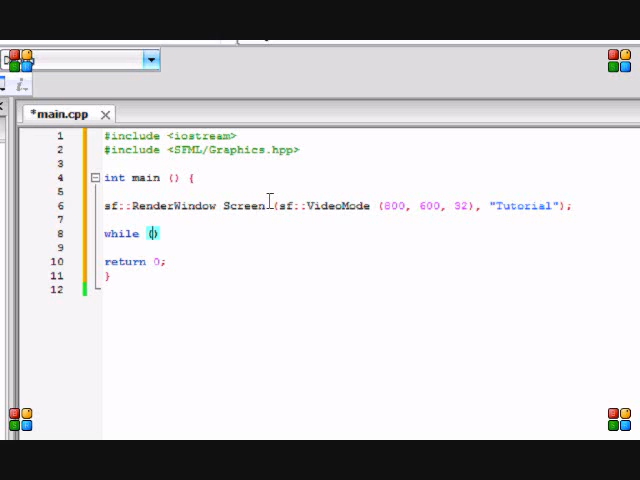 *main.cpp
1 #include <iostream>
2 #include <SFML/Graphics.hpp>
3
4 int main () {
5
6 sf::RenderWindow Screen (sf::VideoMode (800, 600, 32), "Tutorial");
7
8 while ()
9
10 return 0;
11 }
12